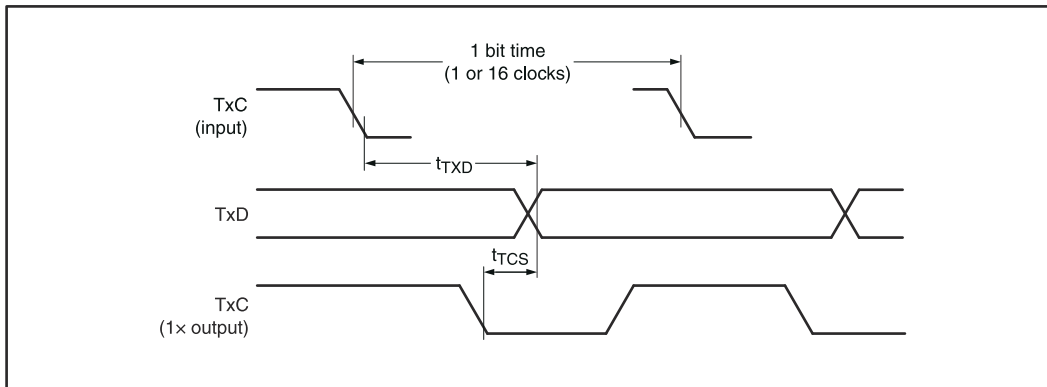 1 bit time
(1 or 16 clocks)
TxC
(input)
tTXD
TxD
tTCS
TxC
(1× output)